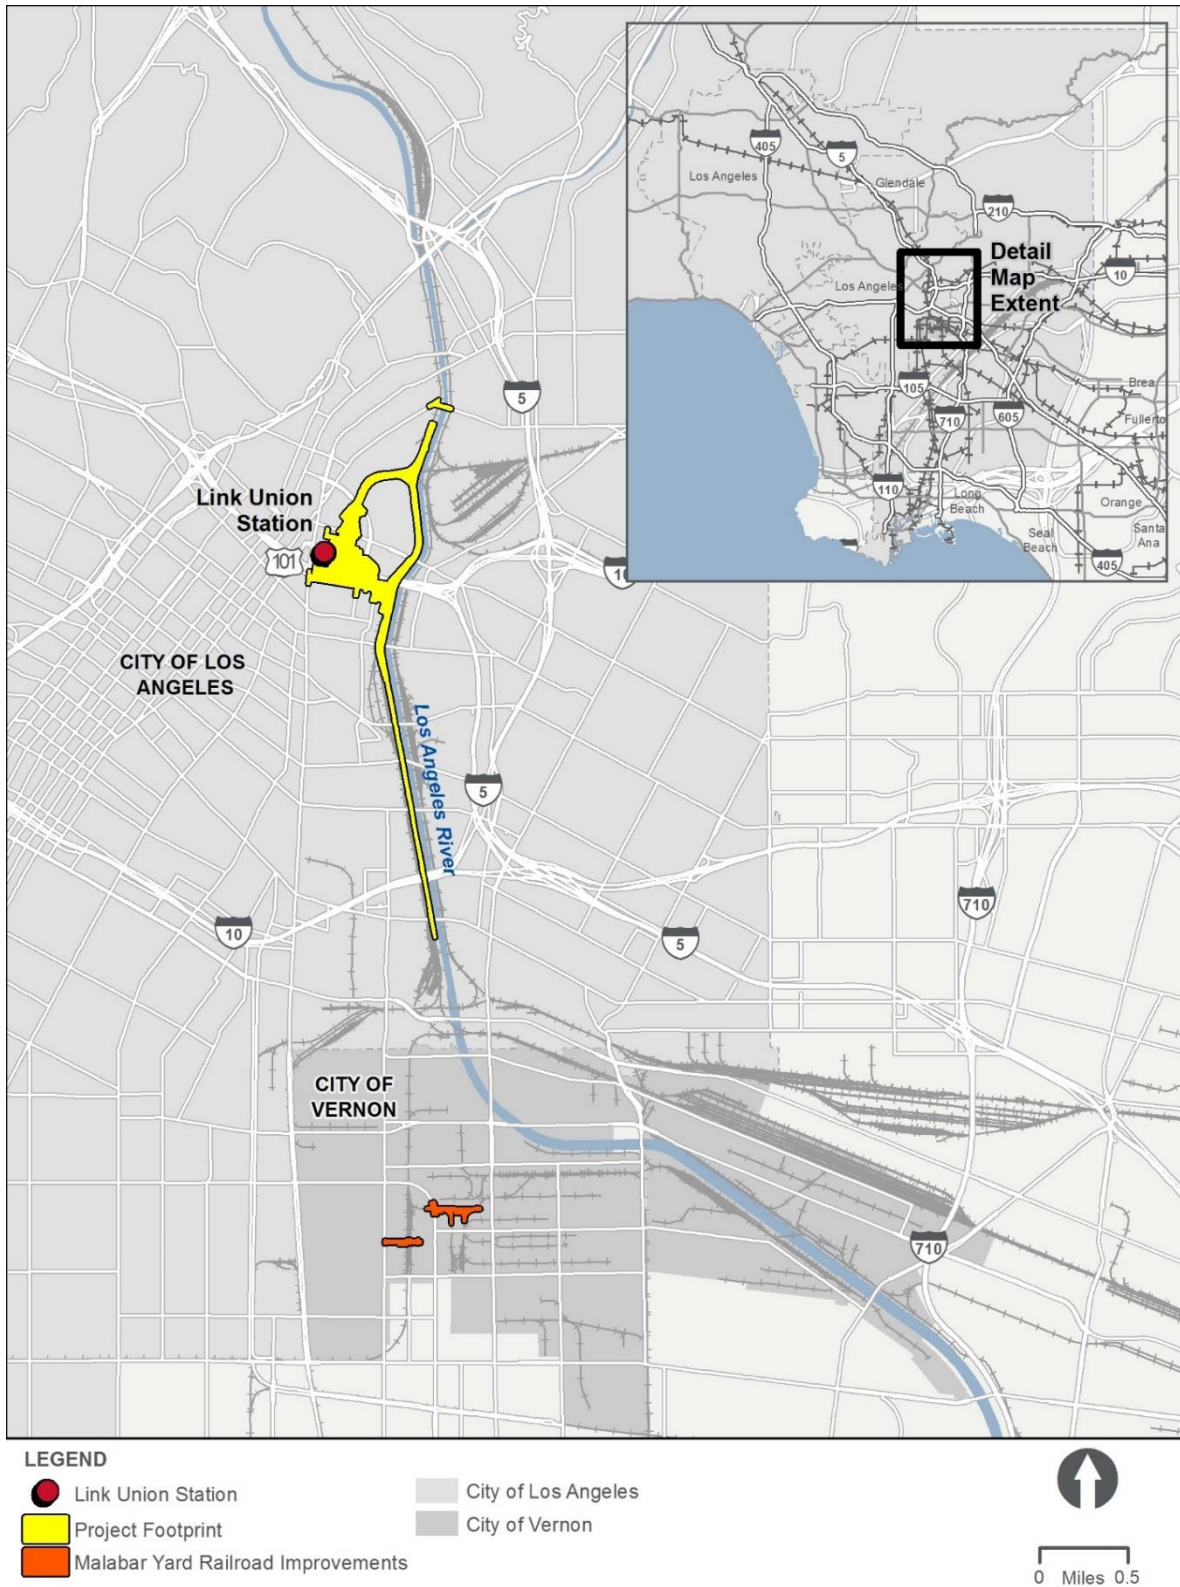 405
5
Los Angeles
Glendale
210
10
Detail
Map
Extent
Los Angeles
105
710
605
Brea
Fullerto
110
Long
Beach
Orange
Seal
Beach
Santa
Ana
405
5
Link Union
Station
101
10
CITY OF LOS
ANGELES
Los Angeles River
5
710
10
5
CITY OF
VERNON
710
LEGEND
Link Union Station
Project Footprint
Malabar Yard Railroad Improvements
City of Los Angeles
City of Vernon
0 Miles 0.5